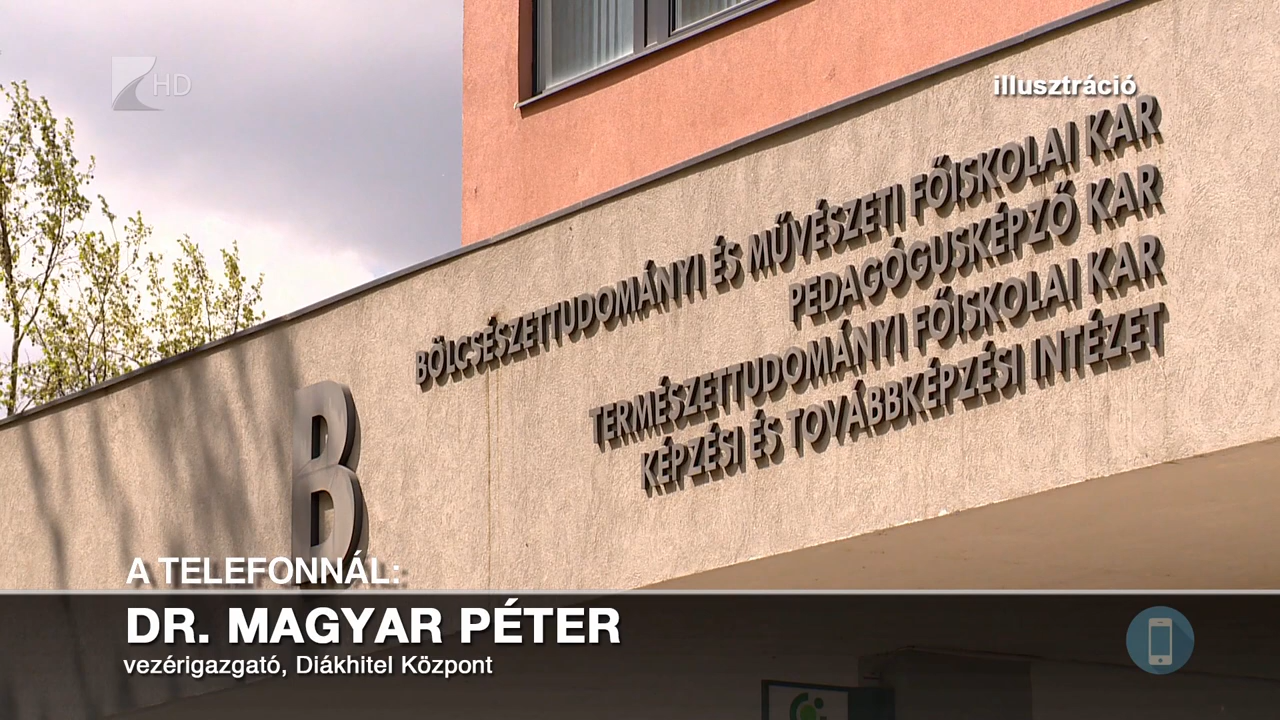 HD
illusztráció
BÖLCSÉSZETTUDOMÁNYI ÉS MŰVÉSZETI FŐISKOLAI KAR
PEDAGÓGUSKÉPZŐ KAR
TERMÉSZETTUDOMÁNYI FŐISKOLAI KAR
KÉPZÉSI ÉS TOVÁBBKÉPZÉSI INTÉZET
B
A TELEFONNÁL:
DR. MAGYAR PÉTER
vezérigazgató, Diákhitel Központ